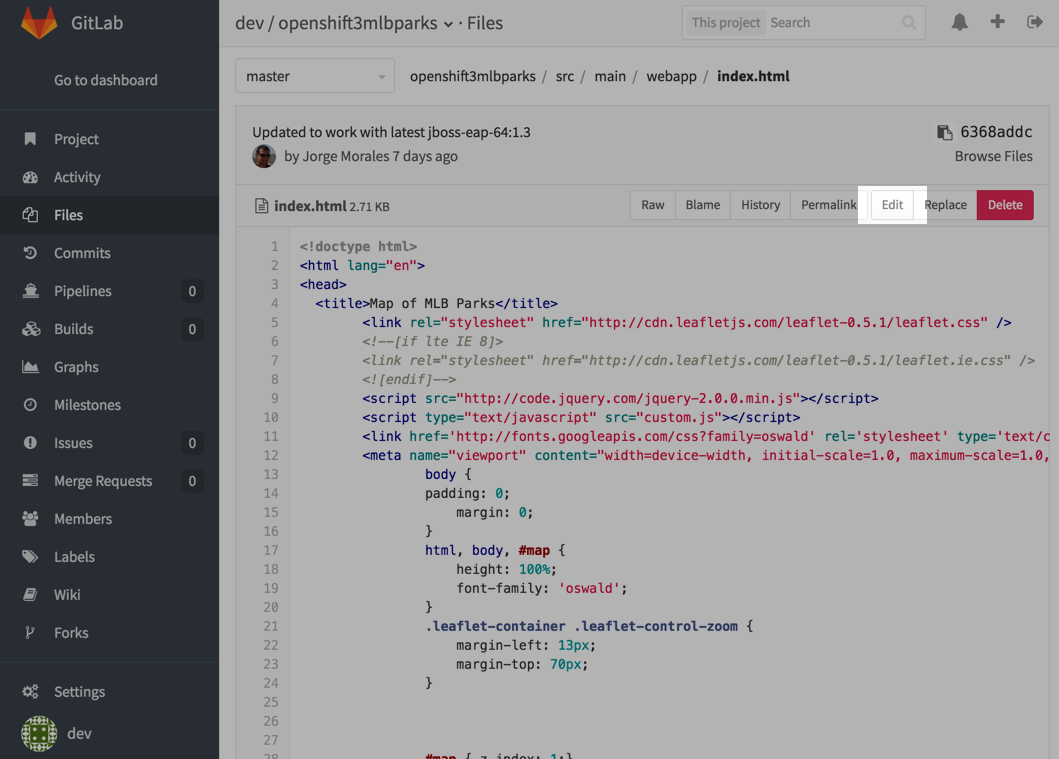 GitLab
dev / openshift3mlbparks · Files
This project Search
Go to dashboard
Project
Activity
Files
Commits
Pipelines 0
Builds 0
Graphs
Milestones
Issues 0
Merge Requests 0
Members
Labels
Wiki
Forks
Settings
dev
master
openshift3mlbparks / src / main / webapp / index.html
Updated to work with latest jboss-eap-64:1.3
6368addc
by Jorge Morales 7 days ago
Browse Files
index.html 2.71 KB
Raw Blame History Permalink Edit Replace Delete
1 <!doctype html>
2 <html lang="en">
3 <head>
4 <title>Map of MLB Parks</title>
5 <link rel="stylesheet" href="http://cdn.leafletjs.com/leaflet-0.5.1/leaflet.css" />
6 <!--[if lte IE 8]>
7 <link rel="stylesheet" href="http://cdn.leafletjs.com/leaflet-0.5.1/leaflet.ie.css" />
8 <![endif]-->
9 <script src="http://code.jquery.com/jquery-2.0.0.min.js"></script>
10 <script type="text/javascript" src="custom.js"></script>
11 <link href='http://fonts.googleapis.com/css?family=oswald' rel='stylesheet' type='text/c
12 <meta name="viewport" content="width=device-width, initial-scale=1.0, maximum-scale=1.0,
13 body {
14 padding: 0;
15 margin: 0;
16 }
17 html, body, #map {
18 height: 100%;
19 font-family: 'oswald';
20 }
21 .leaflet-container .leaflet-control-zoom {
22 margin-left: 13px;
23 margin-top: 70px;
24 }
25
26
27
28 #map { z-index: 1;}